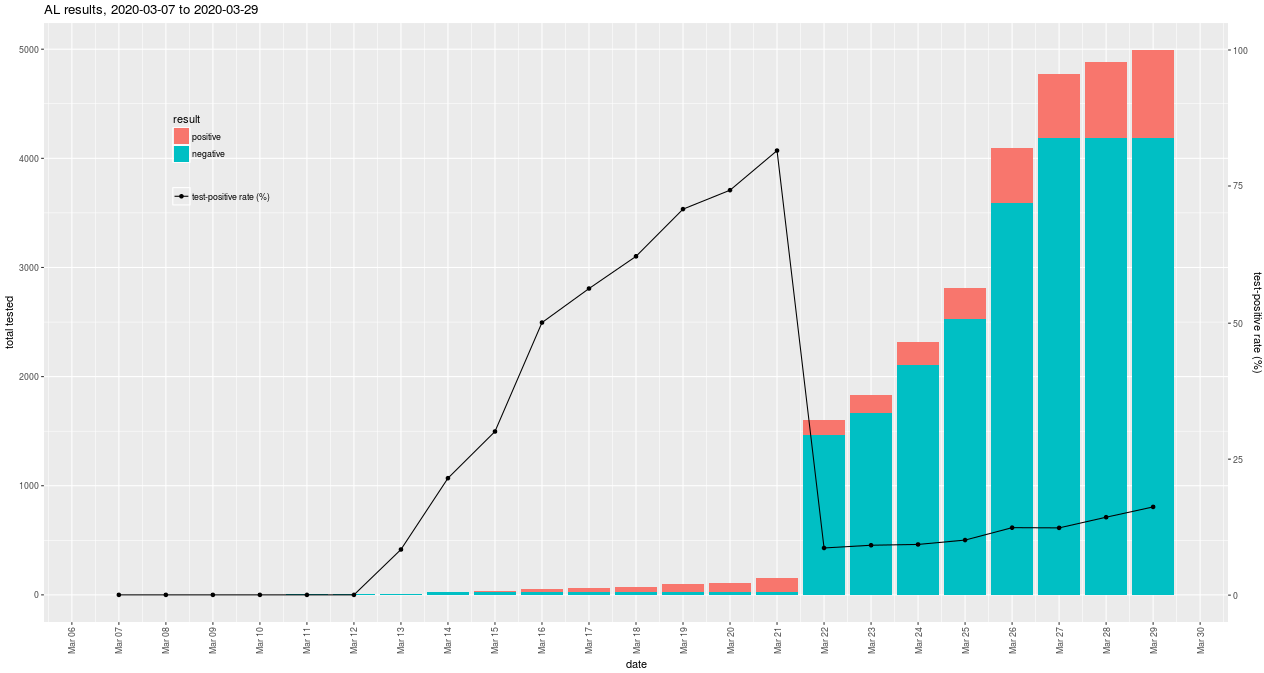 AL results, 2020-03-07 to 2020-03-29
5000
4000
3000
2000
1000
0
total tested
result
positive
negative
test-positive rate (%)
100
75
50
25
0
test-positive rate (%)
Mar 06
Mar 07
Mar 08
Mar 09
Mar 10
Mar 11
Mar 12
Mar 13
Mar 14
Mar 15
Mar 16
Mar 17
Mar 18
Mar 19
Mar 20
Mar 21
Mar 22
Mar 23
Mar 24
Mar 25
Mar 26
Mar 27
Mar 28
Mar 29
Mar 30
date